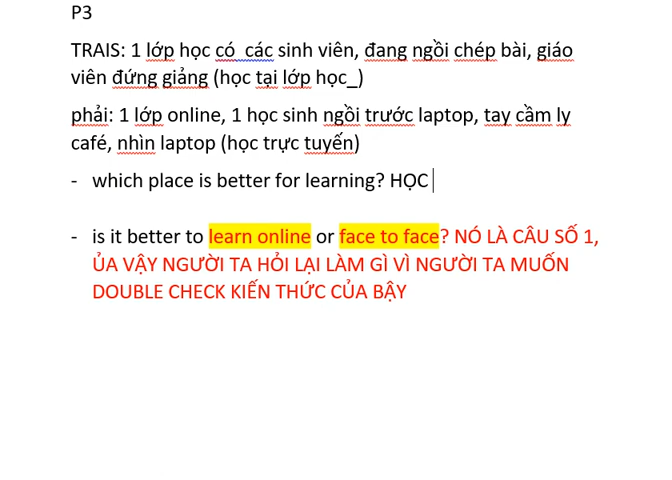 P3
TRAIS: 1 lớp học có  các sinh viên, đang ngồi chép bài, giáo
viên đứng giảng (học tại lớp học_)
phải: 1 lớp online, 1 học sinh ngồi trước laptop, tay cầm ly
café, nhìn laptop (học trực tuyến)
- which place is better for learning? HỌC
- is it better to learn online or face to face? NÓ LÀ CÂU SỐ 1,
ỦA VẬY NGƯỜI TA HỎI LẠI LÀM GÌ VÌ NGƯỜI TA MUỐN
DOUBLE CHECK KIẾN THỨC CỦA BẬY